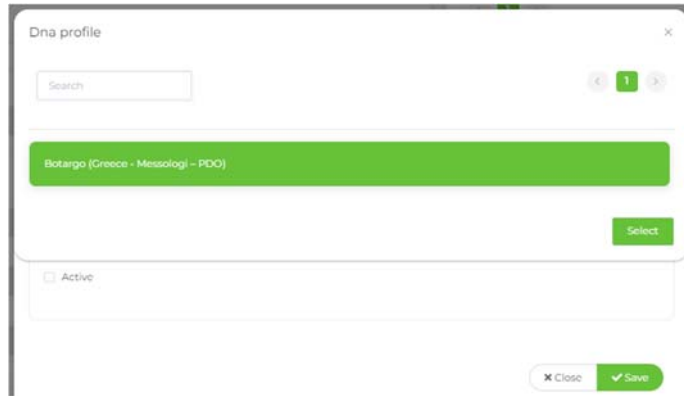 Dna profile
Search
1
Botargo (Greece - Messologi – PDO)
Select
Active
Close
Save